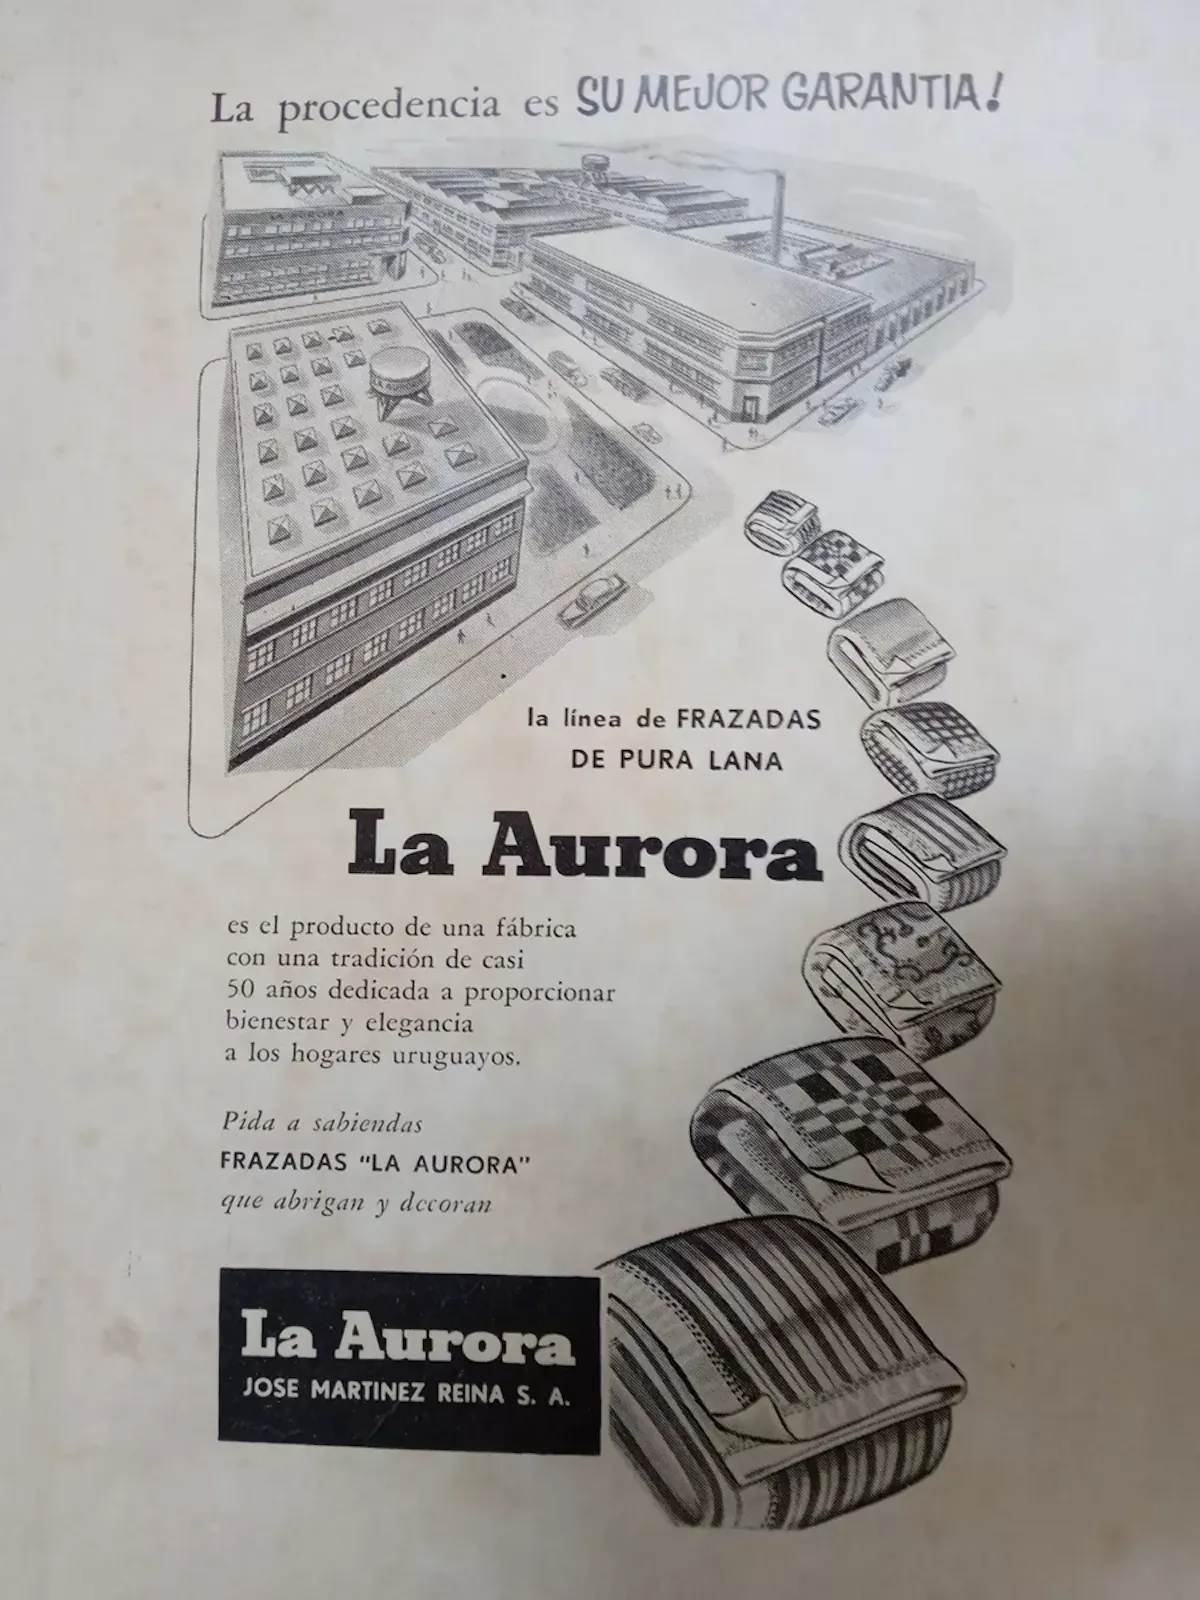 La procedencia es SU MEJOR GARANTIA!
LA AURORA
la línea de FRAZADAS
DE PURA LANA
La Aurora
es el producto de una fábrica
con una tradición de casi
50 años dedicada a proporcionar
bienestar y elegancia
a los hogares uruguayos.
Pida a sabiendas
FRAZADAS "LA AURORA"
que abrigan y decoran
La Aurora
JOSE MARTINEZ REINA S. A.